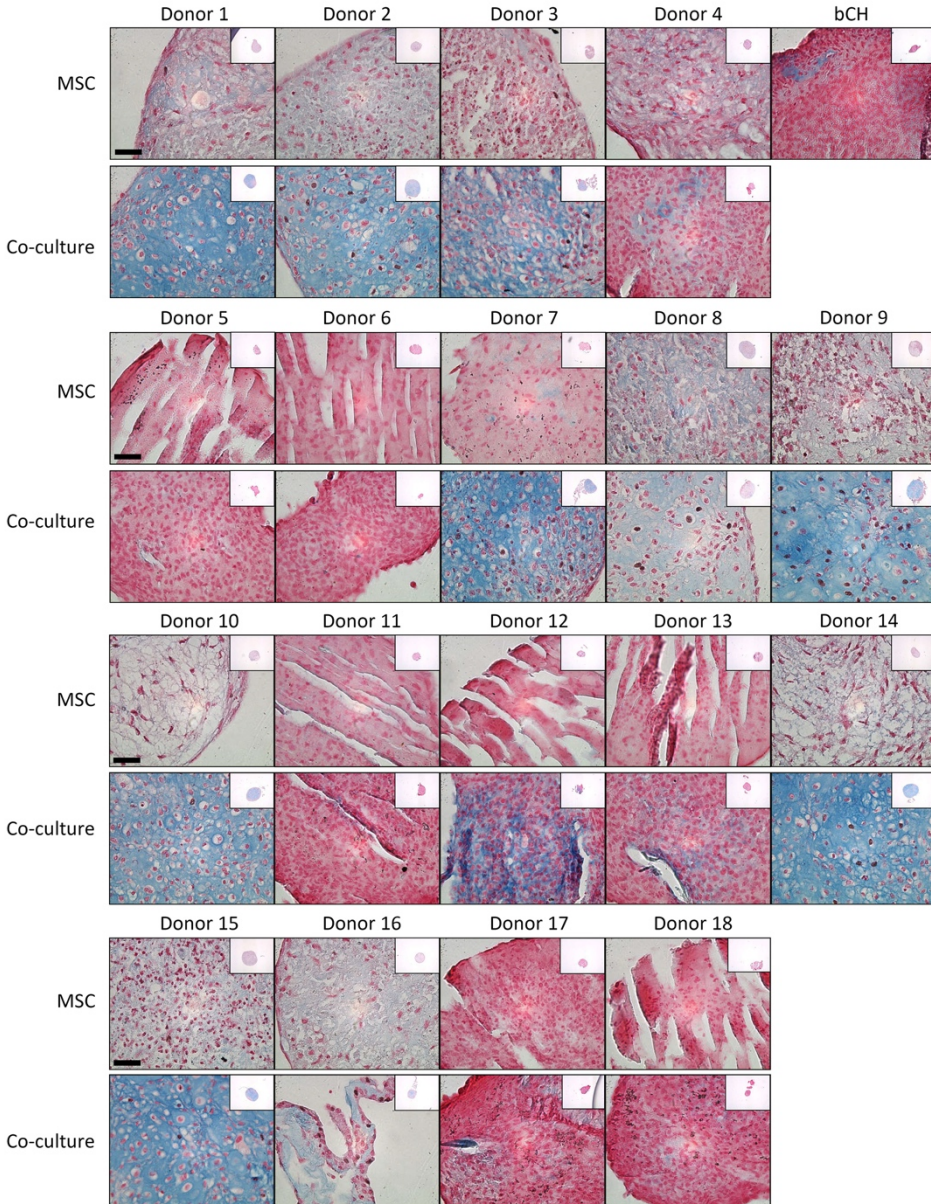 Donor 1 Donor 2 Donor 3 Donor 4 bCH
MSC
Co-culture
Donor 5 Donor 6 Donor 7 Donor 8 Donor 9
MSC
Co-culture
Donor 10 Donor 11 Donor 12 Donor 13 Donor 14
MSC
Co-culture
Donor 15 Donor 16 Donor 17 Donor 18
MSC
Co-culture